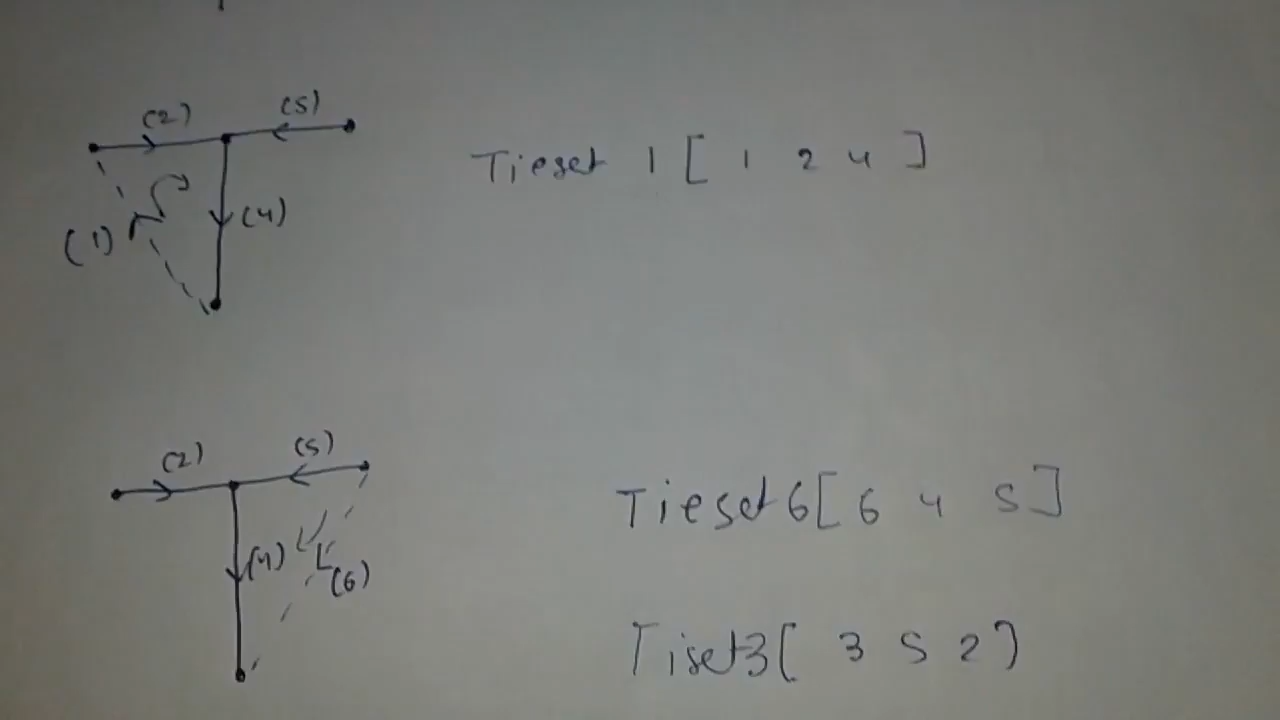 (2) (5)
Tieset 1 [ 1 2 4 ]
(1) (4)
(2) (5)
Tieset 6 [ 6 4 5 ]
(4) (6)
Tiset 3 [ 3 5 2 ]